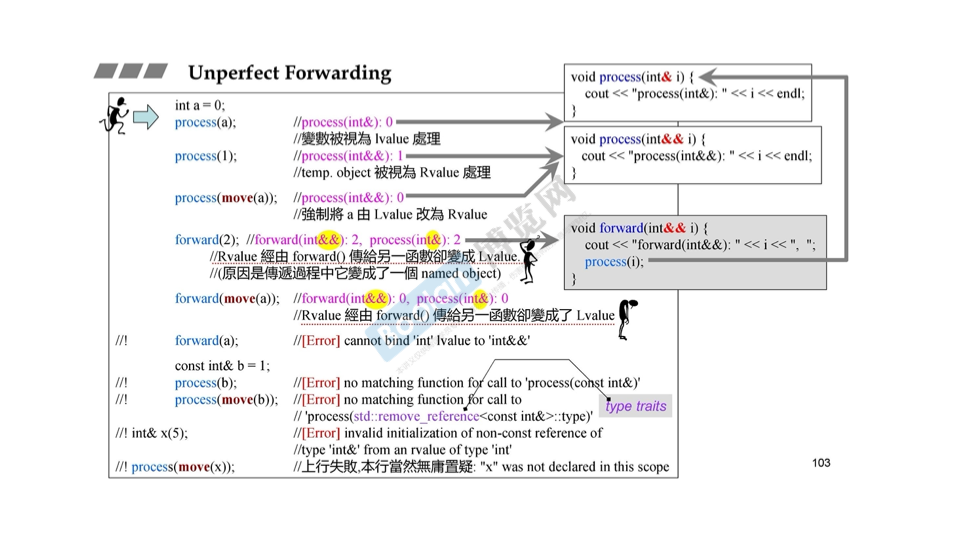 Unperfect Forwarding
int a = 0;
process(a); //process(int&): 0
//變數被視為 lvalue 處理
process(1); //process(int&&): 1
//temp. object 被視為 Rvalue 處理
process(move(a)); //process(int&&): 0
//強制將 a 由 Lvalue 改為 Rvalue
forward(2); //forward(int&&): 2, process(int&): 2
//Rvalue 經由 forward() 傳給另一函數卻變成 Lvalue.
//(原因是傳遞過程中它變成了一個 named object)
forward(move(a)); //forward(int&&): 0, process(int&): 0
//Rvalue 經由 forward() 傳給另一函數卻變成了 Lvalue
//! forward(a); //[Error] cannot bind 'int' lvalue to 'int&&'
const int& b = 1;
//! process(b); //[Error] no matching function for call to 'process(const int&)'
//! process(move(b)); //[Error] no matching function for call to
// 'process(std::remove_reference<const int&>::type)'
//! int& x(5); //[Error] invalid initialization of non-const reference of
//type 'int&' from an rvalue of type 'int'
//! process(move(x)); //上行失敗,本行當然無庸置疑: "x" was not declared in this scope
void process(int& i) {
cout << "process(int&): " << i << endl;
}
void process(int&& i) {
cout << "process(int&&): " << i << endl;
}
void forward(int&& i) {
cout << "forward(int&&): " << i << ", ";
process(i);
}
type traits
103
博览网
Boolan